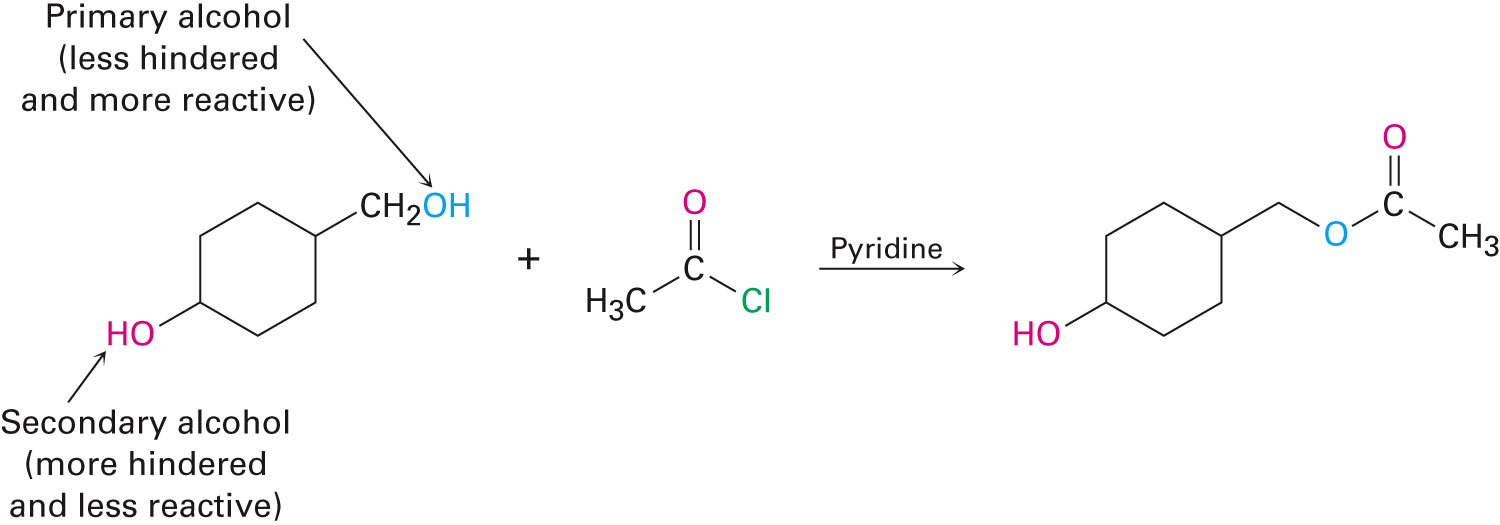 Primary alcohol
(less hindered
and more reactive)
CH₂OH
HO
Secondary alcohol
(more hindered
and less reactive)
+
O
C
H₃C
Cl
Pyridine
O
C
O
CH₃
HO